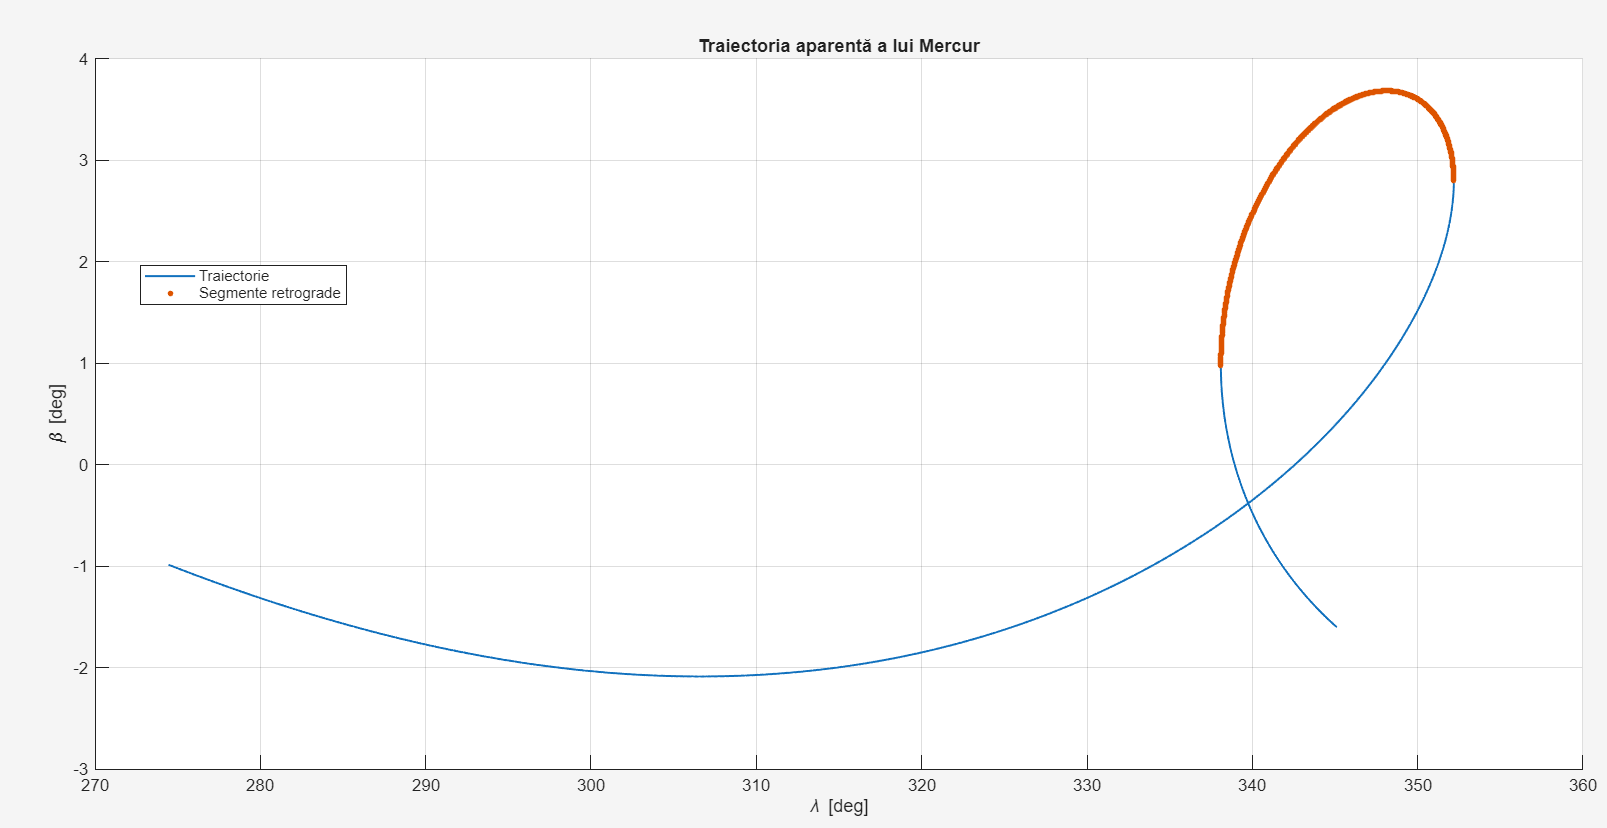 Traiectoria aparentă a lui Mercur
4
3
2
1
0
-1
-2
-3
β [deg]
Traiectorie
Segmente retrograde
270 280 290 300 310 320 330 340 350 360
λ [deg]